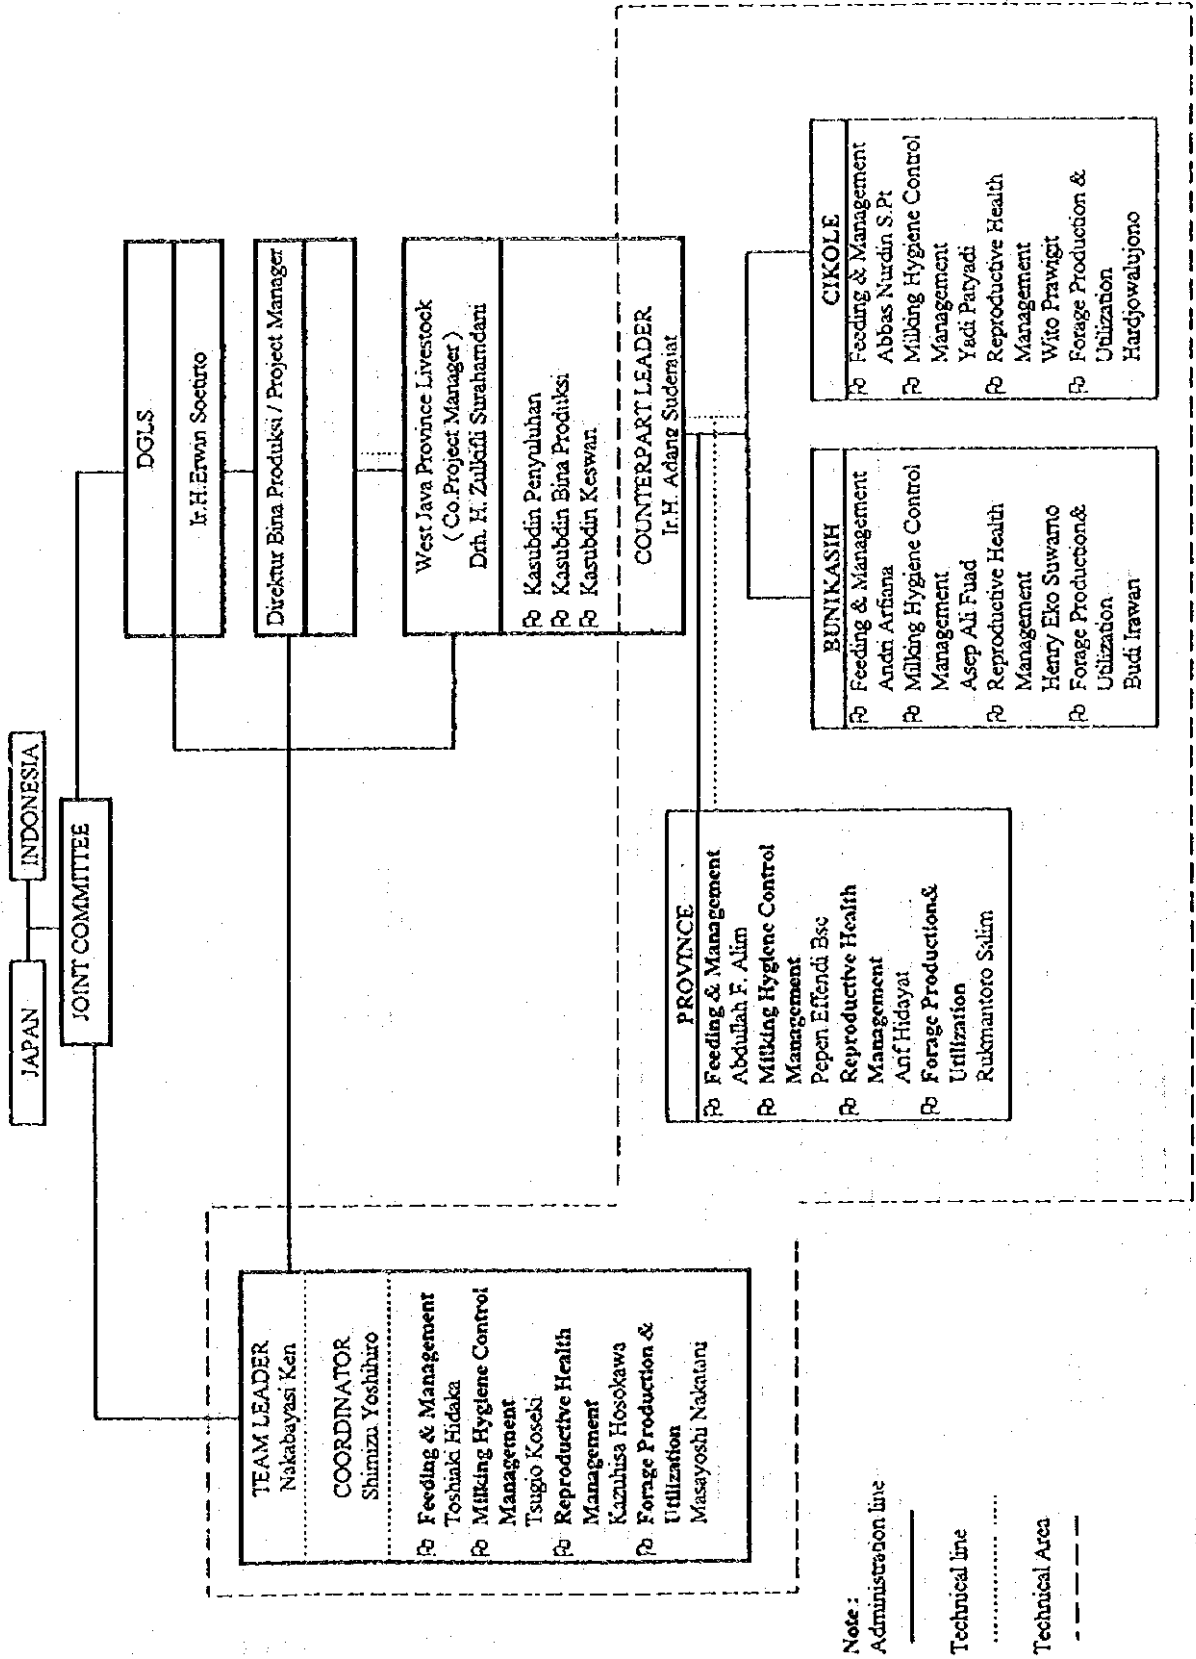 JAPAN
INDONESIA
JOINT COMMITTEE
TEAM LEADER
Nakabayasi Ken
COORDINATOR
Shimizu Yoshihiro
Feeding & Management
Toshiaki Hidaka
Milking Hygiene Control
Management
Tsugio Koseki
Reproductive Health
Management
Kazuhisa Hosokawa
Forage Production &
Utilization
Masayoshi Nakatani
DGLS
Ir.H.Erwin Soetirto
Direktur Bina Produksi / Project Manager
West Java Province Livestock
( Co.Project Manager )
Drh. H. Zulkifli Surahamdani
Kasubdin Penyuluhan
Kasubdin Bina Produksi
Kasubdin Keswan
COUNTERPART LEADER
Ir.H. Adang Suderajat
PROVINCE
Feeding & Management
Abdullah F. Alim
Milking Hygiene Control
Management
Pepen Effendi Bsc
Reproductive Health
Management
Arif Hidayat
Forage Production&
Utilization
Rukmantoro Salim
BUNIKASIH
Feeding & Management
Andri Arfiana
Milking Hygiene Control
Management
Asep Ali Fuad
Reproductive Health
Management
Henry Eko Suwarno
Forage Production&
Utilization
Budi Irawan
CIKOLE
Feeding & Management
Abbas Nurdin S.Pt
Milking Hygiene Control
Management
Yadi Paryadi
Reproductive Health
Management
Wito Prawigit
Forage Production &
Utilization
Hardjowalujono
Note :
Administration line
Technical line
Technical Area